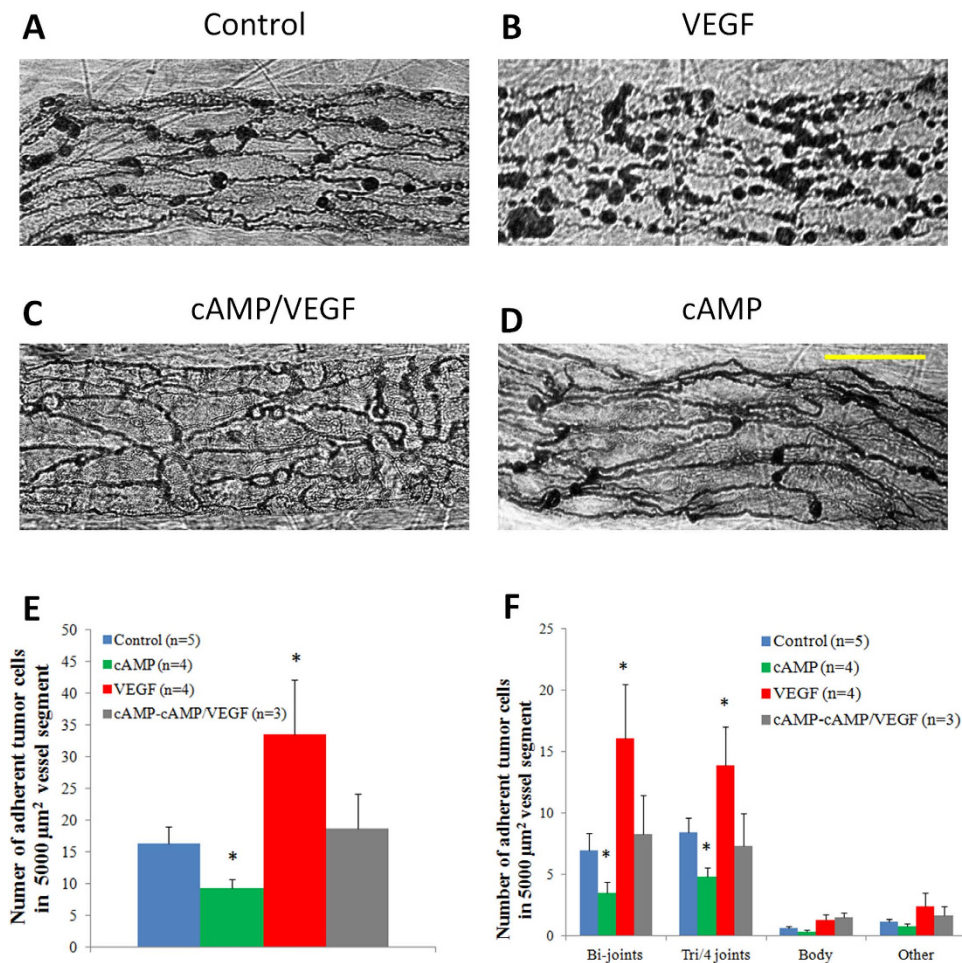 A Control
B VEGF
C cAMP/VEGF
D cAMP
E
Numer of adherent tumor cells
in 5000 µm² vessel segment
50
45
40
35
30
25
20
15
10
5
0
Control (n=5)
cAMP (n=4)
VEGF (n=4)
cAMP-cAMP/VEGF (n=3)
*
*
F
Number of adherent tumor cells
in 5000 µm² vessel segment
25
20
15
10
5
0
Control (n=5)
cAMP (n=4)
VEGF (n=4)
cAMP-cAMP/VEGF (n=3)
*
*
*
*
Bi-joints Tri/4 joints Body Other